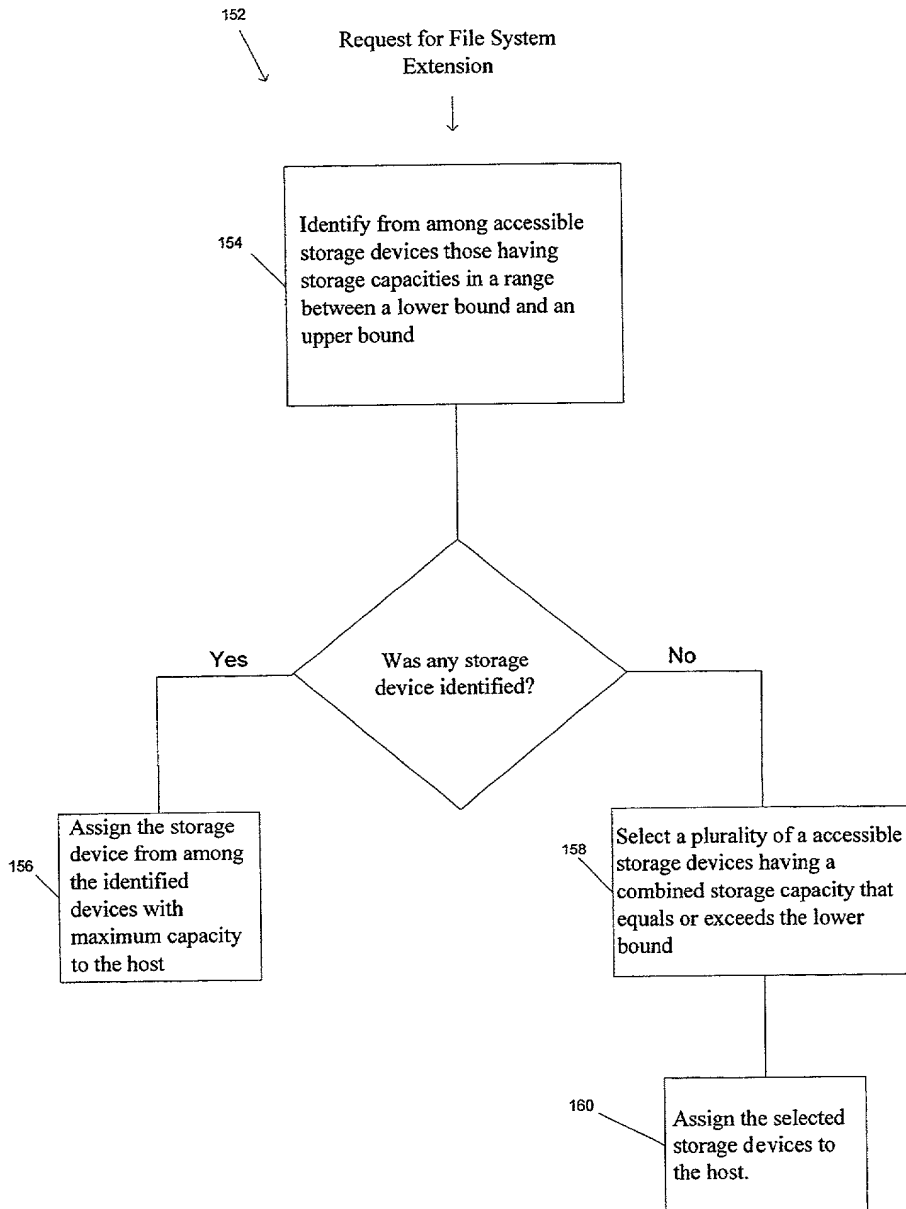 152
Request for File System
Extension
154
Identify from among accessible
storage devices those having
storage capacities in a range
between a lower bound and an
upper bound
Was any storage
device identified?
Yes
No
156
Assign the storage
device from among
the identified
devices with
maximum capacity
to the host
158
Select a plurality of a accessible
storage devices having a
combined storage capacity that
equals or exceeds the lower
bound
160
Assign the selected
storage devices to
the host.